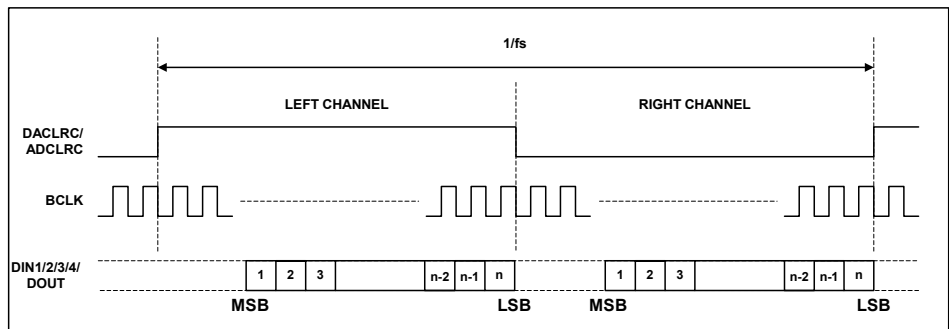 1/fs
LEFT CHANNEL
RIGHT CHANNEL
DACLRC/
ADCLRC
BCLK
DIN1/2/3/4/
DOUT
1 2 3 n-2 n-1 n 1 2 3 n-2 n-1 n
MSB LSB MSB LSB